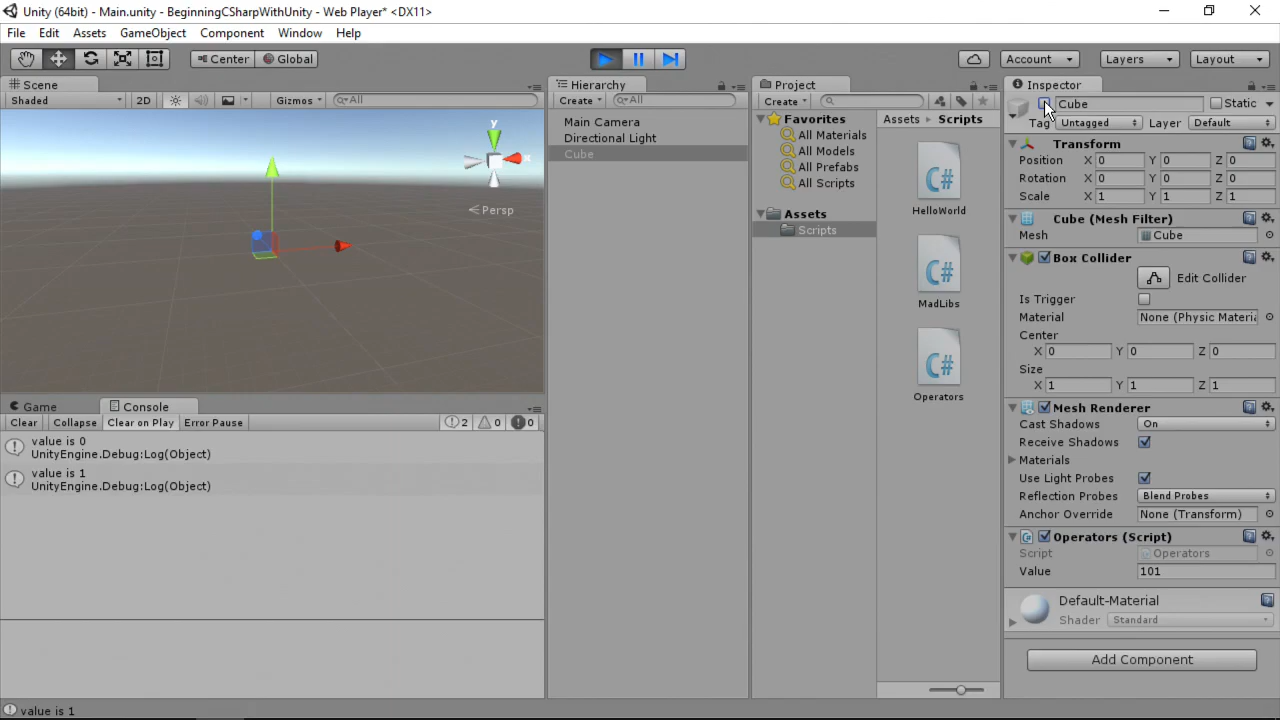 Unity (64bit) - Main.unity - BeginningCSharpWithUnity - Web Player* <DX11>
File Edit Assets GameObject Component Window Help
Center Global Account Layers Layout
Scene
Shaded 2D Gizmos All
y
x
Persp
Game Console
Clear Collapse Clear on Play Error Pause 2 0 0
value is 0
UnityEngine.Debug:Log(Object)
value is 1
UnityEngine.Debug:Log(Object)
Hierarchy
Create All
Main Camera
Directional Light
Cube
Project
Create
Favorites
All Materials
All Models
All Prefabs
All Scripts
Assets
Scripts
Assets Scripts
C#
HelloWorld
C#
MadLibs
C#
Operators
Inspector
Cube Static
Tag Untagged Layer Default
Transform
Position X 0 Y 0 Z 0
Rotation X 0 Y 0 Z 0
Scale X 1 Y 1 Z 1
Cube (Mesh Filter)
Mesh Cube
Box Collider
Edit Collider
Is Trigger
Material None (Physic Materia
Center
X 0 Y 0 Z 0
Size
X 1 Y 1 Z 1
Mesh Renderer
Cast Shadows On
Receive Shadows
Materials
Use Light Probes
Reflection Probes Blend Probes
Anchor Override None (Transform)
Operators (Script)
Script Operators
Value 101
Default-Material
Shader Standard
Add Component
value is 1